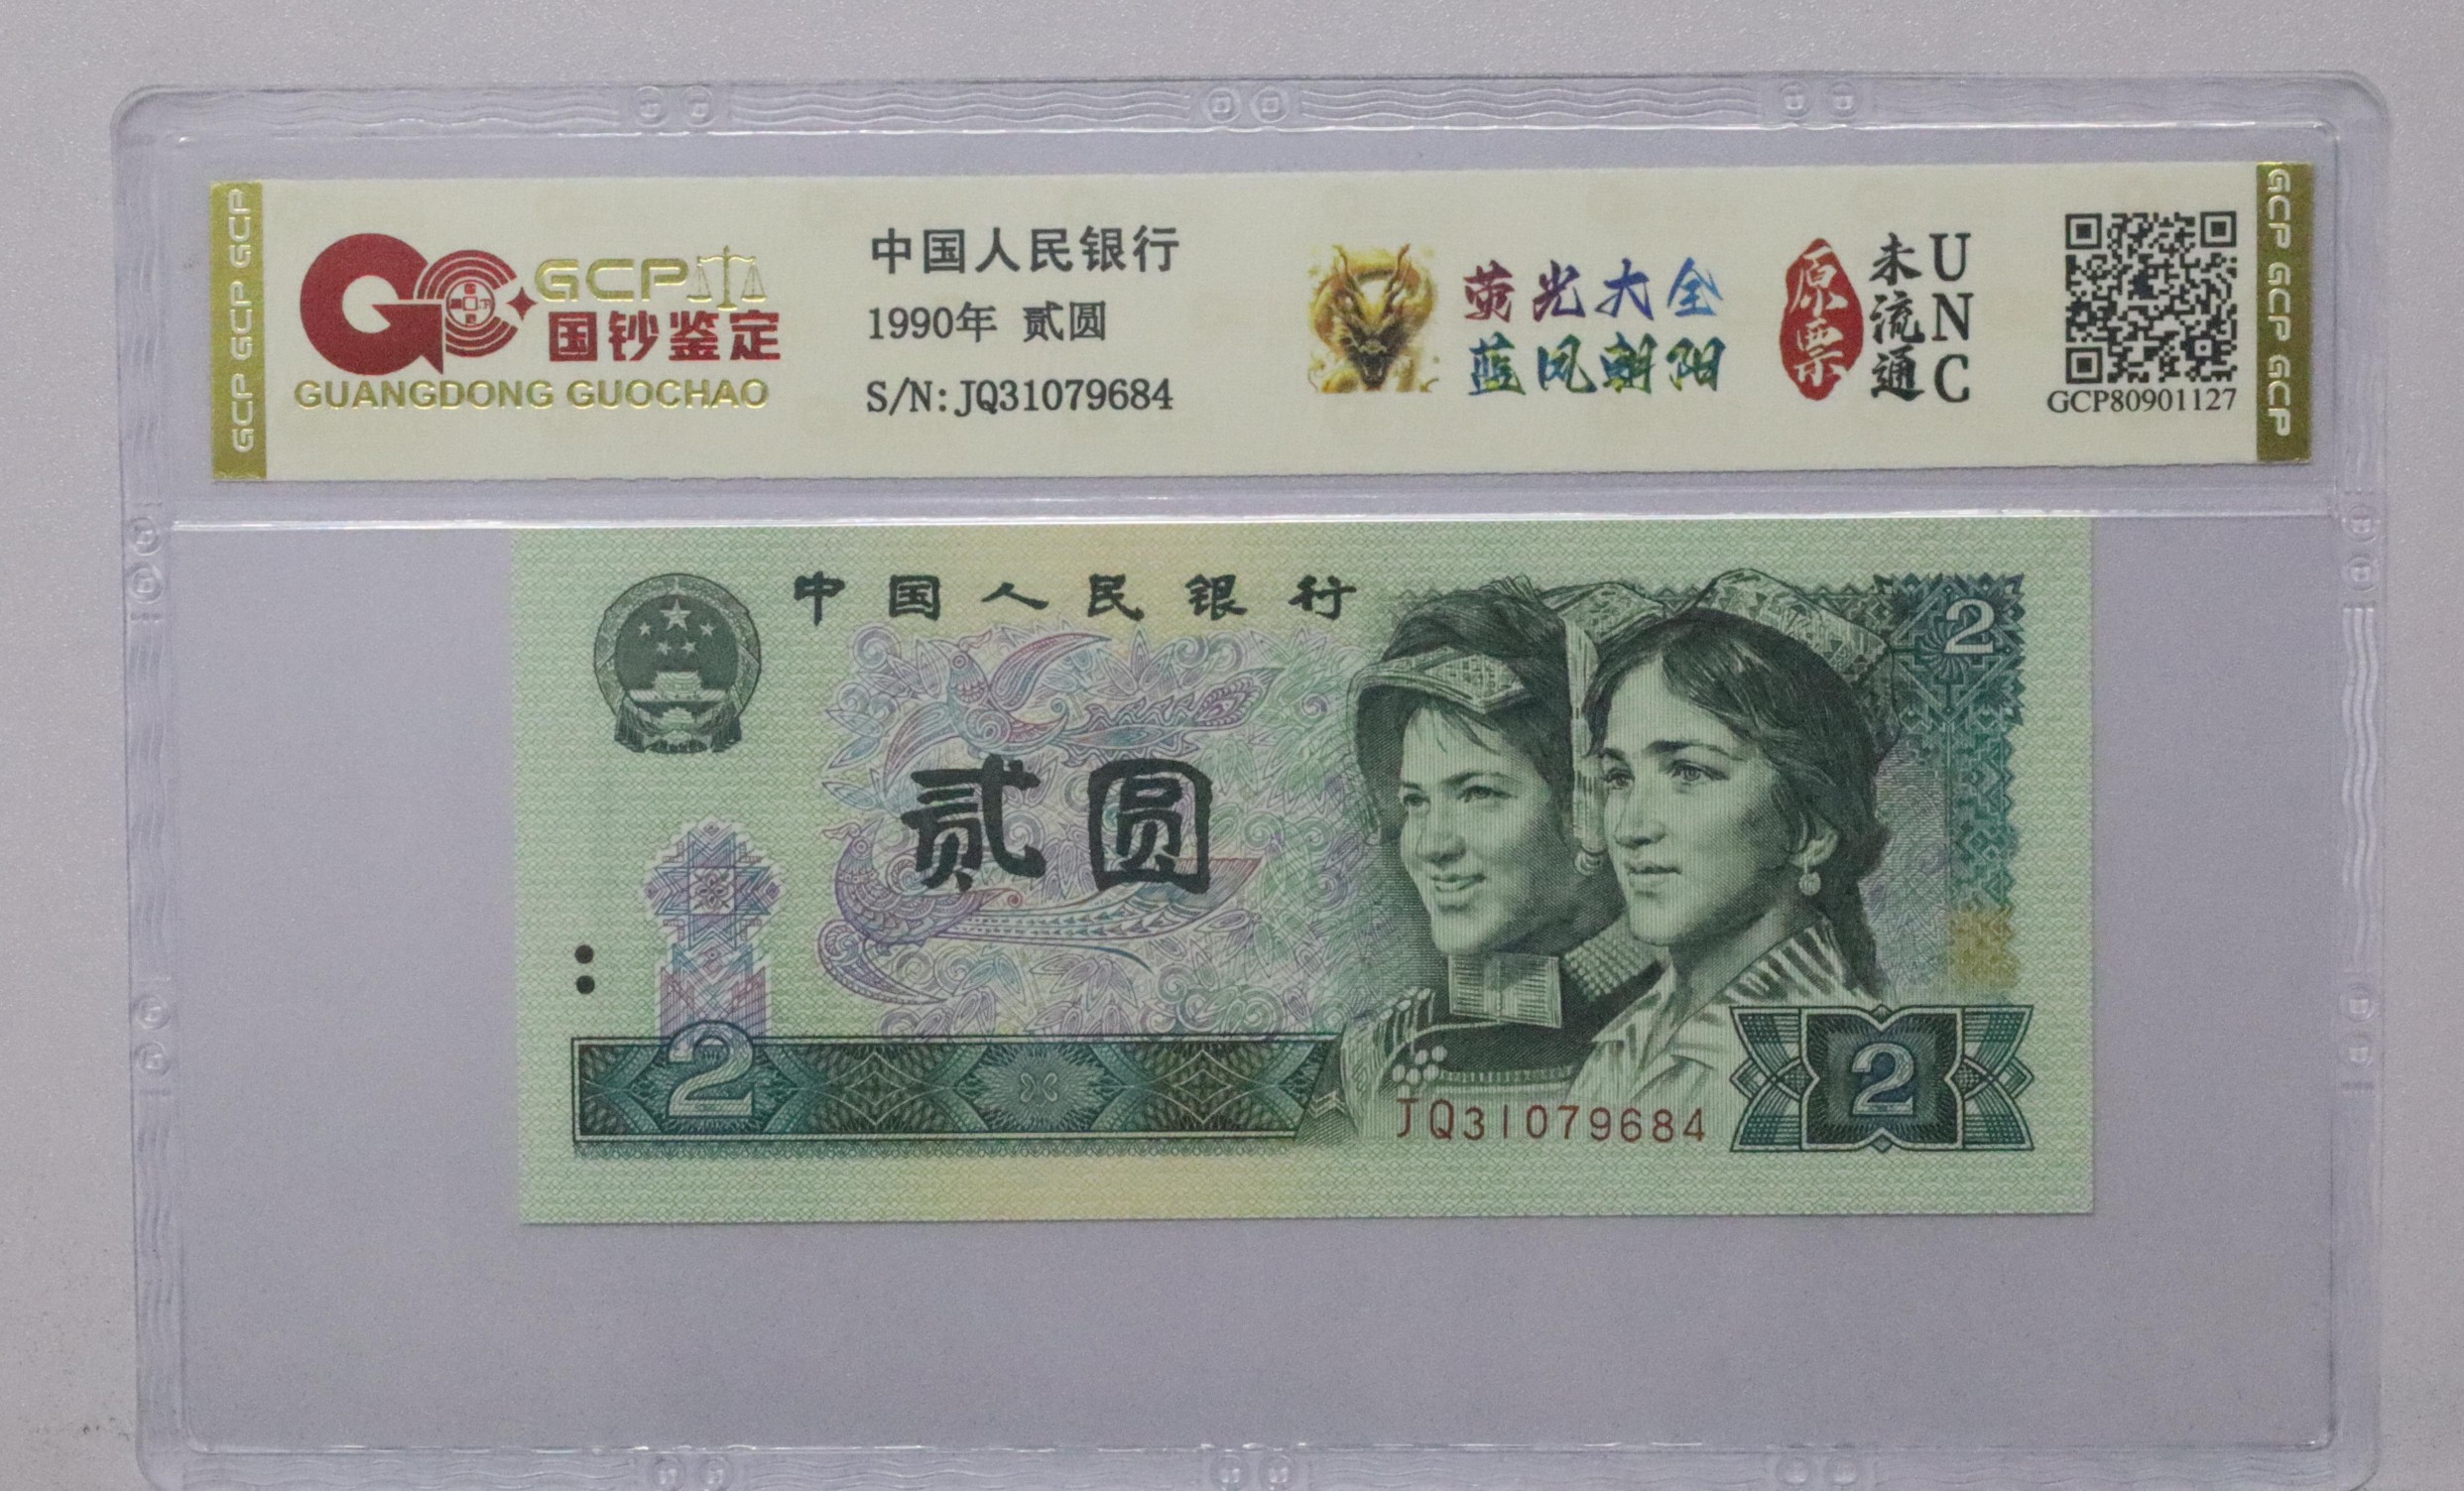 GCP GCP GCP
GCP
国钞鉴定
GUANGDONG GUOCHAO
中国人民银行
1990年 贰圆
S/N:JQ31079684
荧光大全
蓝凤朝阳
原票
未流通
UNC
GCP80901127
GCP GCP GCP
中国人民银行
2
贰圆
2
JQ31079684
2